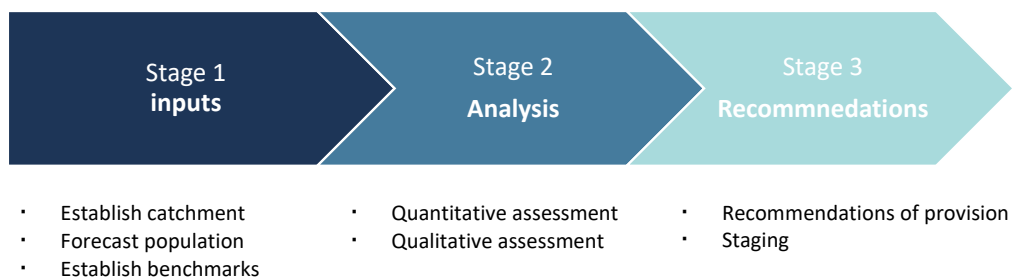 Stage 1
inputs
Stage 2
Analysis
Stage 3
Recommnedations
· Establish catchment
· Forecast population
· Establish benchmarks
· Quantitative assessment
· Qualitative assessment
· Recommendations of provision
· Staging